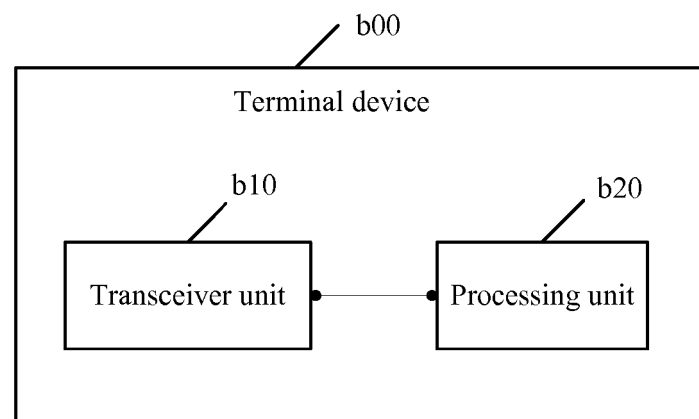 b00
Terminal device
b10
b20
Transceiver unit
Processing unit